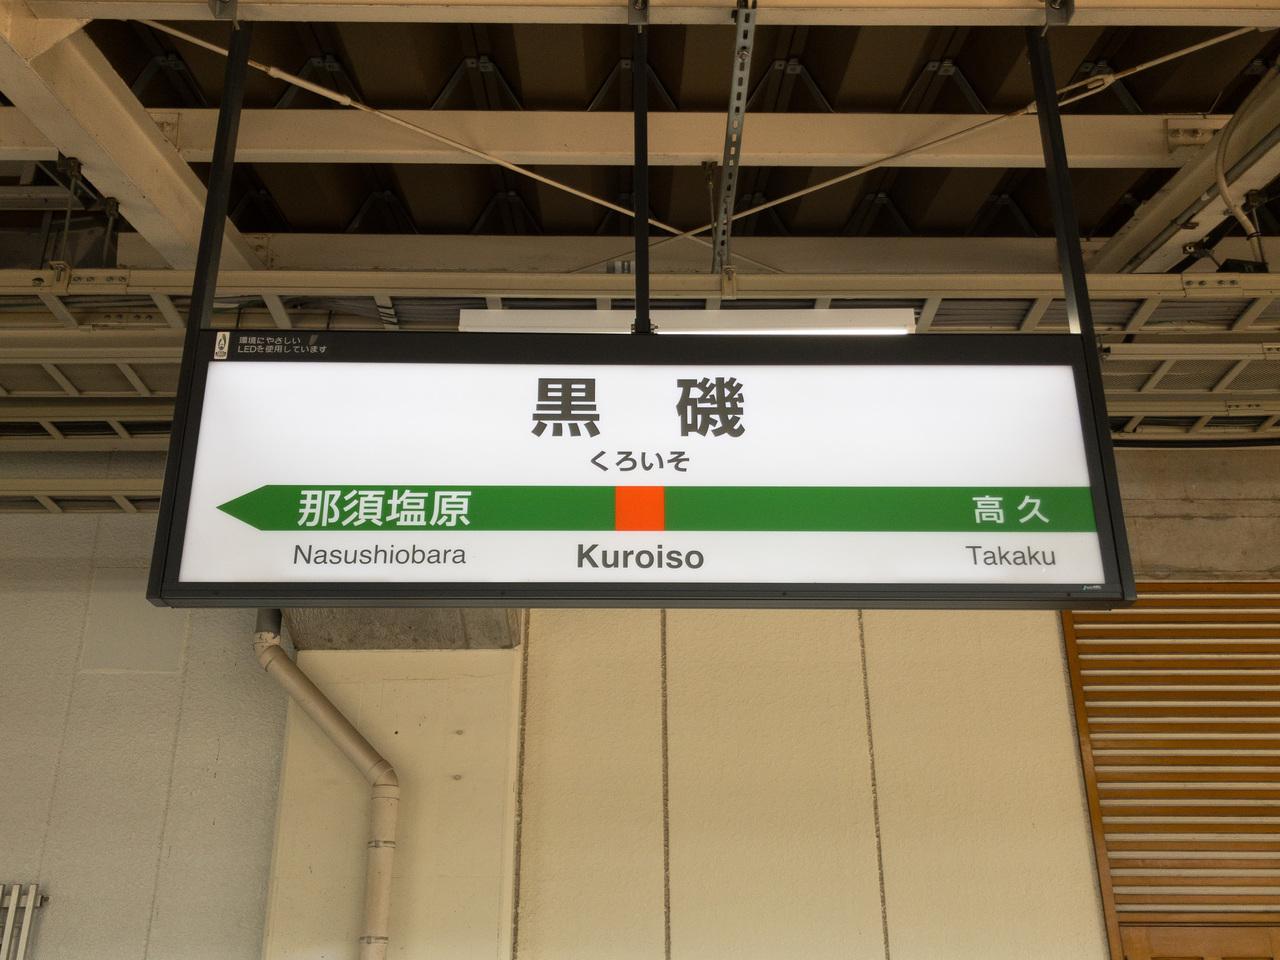 環境にやさしい
LEDを使用しています
黒 磯
くろいそ
那須塩原
高久
Nasushiobara
Kuroiso
Takaku